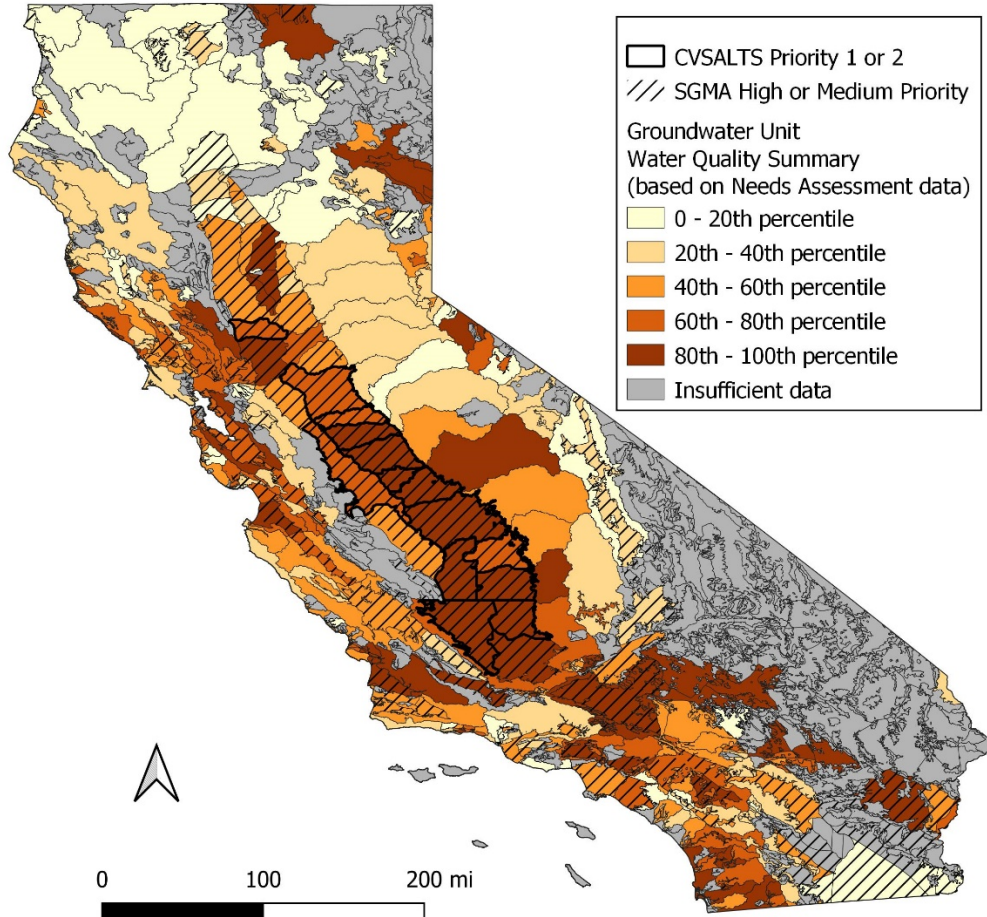 CVSALTS Priority 1 or 2
SGMA High or Medium Priority
Groundwater Unit
Water Quality Summary
(based on Needs Assessment data)
0 - 20th percentile
20th - 40th percentile
40th - 60th percentile
60th - 80th percentile
80th - 100th percentile
Insufficient data
0 100 200 mi